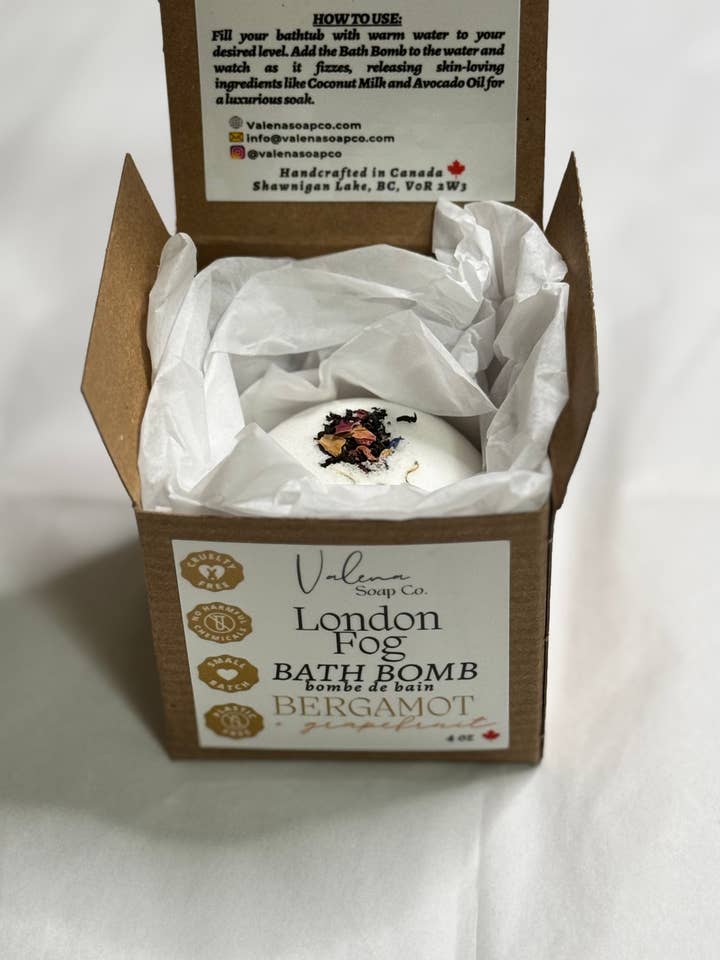 HOW TO USE:
Fill your bathtub with warm water to your
desired level. Add the Bath Bomb to the water and
watch as it fizzes, releasing skin-loving
ingredients like Coconut Milk and Avocado Oil for
a luxurious soak.
Valenasoapco.com
info@valenasoapco.com
@valenasoapco
Handcrafted in Canada
Shawnigan Lake, BC, V0R 2W3
CRUELTY
FREE
NO HARMFUL
CHEMICALS
SMALL
BATCH
PLASTIC
FREE
Valena
Soap Co.
London
Fog
BATH BOMB
bombe de bain
BERGAMOT
+ grapefruit
4 OZ